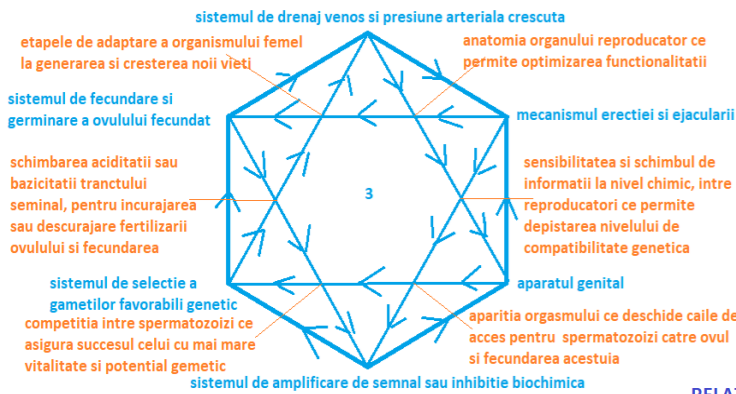 sistemul de drenaj venos si presiune arteriala crescuta
etapele de adaptare a organismului femel
la generarea si cresterea noii vieti
anatomia organului reproducator ce
permite optimizarea functionalitatii
sistemul de fecundare si
germinare a ovulului fecundat
mecanismul erectiei si ejacularii
schimbarea aciditatii sau
bazicitatii tranctului
seminal, pentru incurajarea
sau descurajare fertilizarii
ovulului si fecundarea
3
sensibilitatea si schimbul de
informatii la nivel chimic, intre
reproducatori ce permite
depistarea nivelului de
compatibilitate genetica
sistemul de selectie a
gametilor favorabili genetic
aparatul genital
competitia intre spermatozoizi ce
asigura succesul celui cu mai mare
vitalitate si potential gemetic
aparitia orgasmului ce deschide caile de
acces pentru spermatozoizi catre ovul
si fecundarea acestuia
sistemul de amplificare de semnal sau inhibitie biochimica